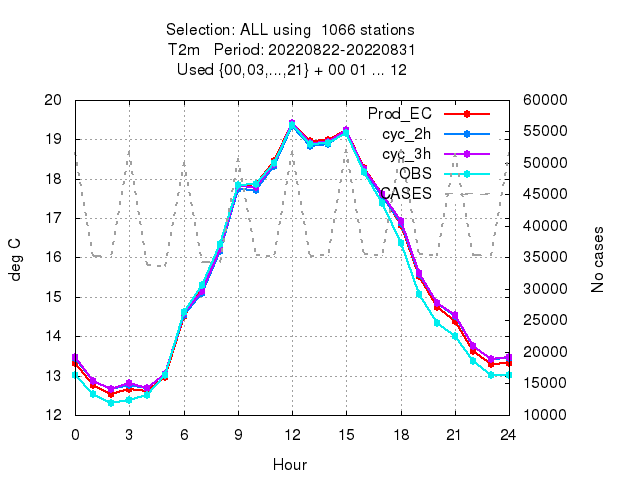 Selection: ALL using 1066 stations
T2m Period: 20220822-20220831
Used {00,03,...,21} + 00 01 ... 12
20 60000
Prod_EC
19 55000
cyc_2h
cyc_3h
18 50000
OBS
CASES
17 45000
16 40000
15 35000
14 30000
13 25000
12 20000
15000
10000
deg C
No cases
0 3 6 9 12 15 18 21 24
Hour